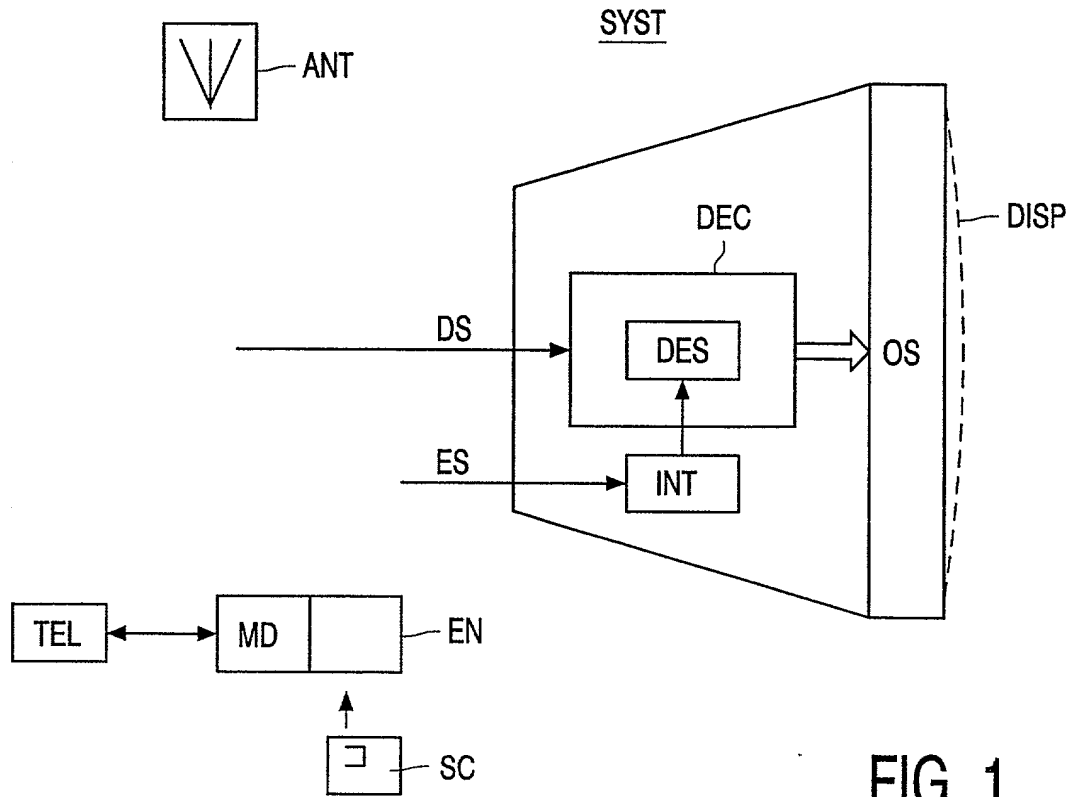 SYST
ANT
DEC
DISP
DS
DES
OS
ES
INT
TEL
MD
EN
SC
FIG. 1